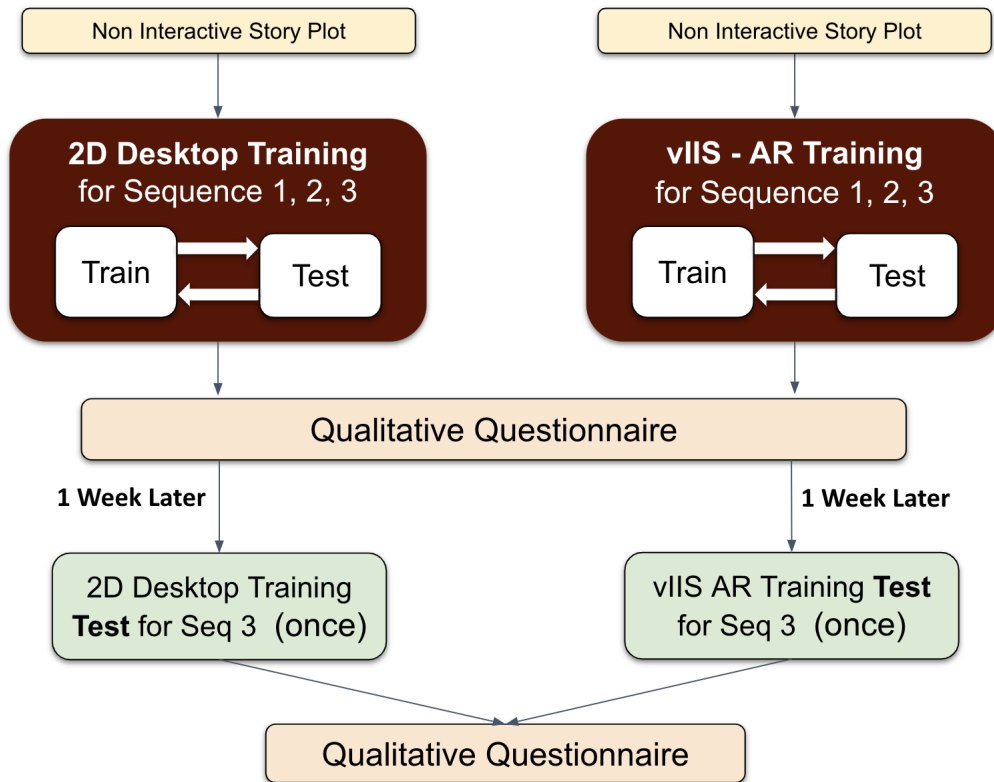 Non Interactive Story Plot
Non Interactive Story Plot
2D Desktop Training
for Sequence 1, 2, 3
Train
Test
vIIS - AR Training
for Sequence 1, 2, 3
Train
Test
Qualitative Questionnaire
1 Week Later
1 Week Later
2D Desktop Training
Test for Seq 3 (once)
vIIS AR Training Test
for Seq 3 (once)
Qualitative Questionnaire